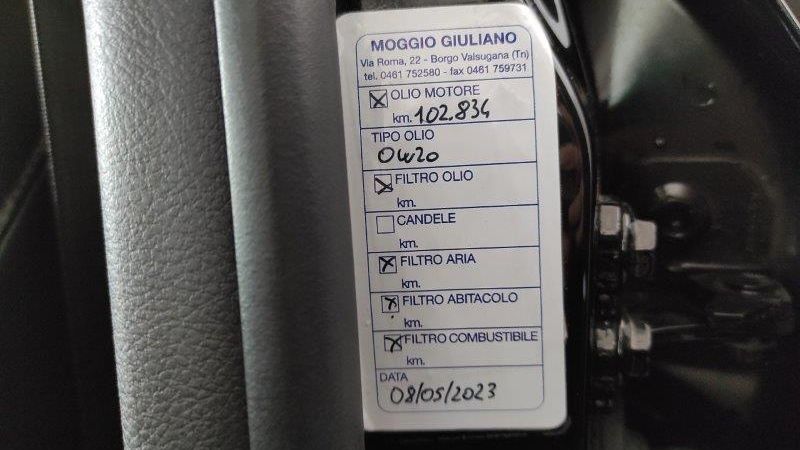 MOGGIO GIULIANO
Via Roma, 22 - Borgo Valsugana (Tn)
tel. 0461 752580 - fax 0461 759731
OLIO MOTORE
km. 102.834
TIPO OLIO
0W20
FILTRO OLIO
km.
CANDELE
km.
FILTRO ARIA
km.
FILTRO ABITACOLO
km.
FILTRO COMBUSTIBILE
km.
DATA
08/05/2023